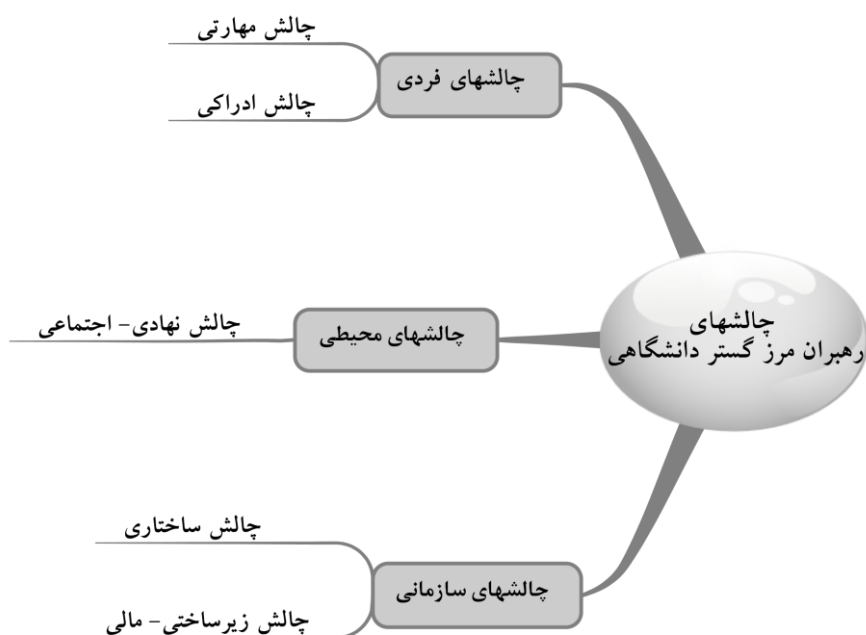 چالشهای
رهبران مرز گستر دانشگاهی
چالشهای فردی
چالش مهارتی
چالش ادراکی
چالشهای محیطی
چالش نهادی- اجتماعی
چالشهای سازمانی
چالش ساختاری
چالش زیرساختی- مالی